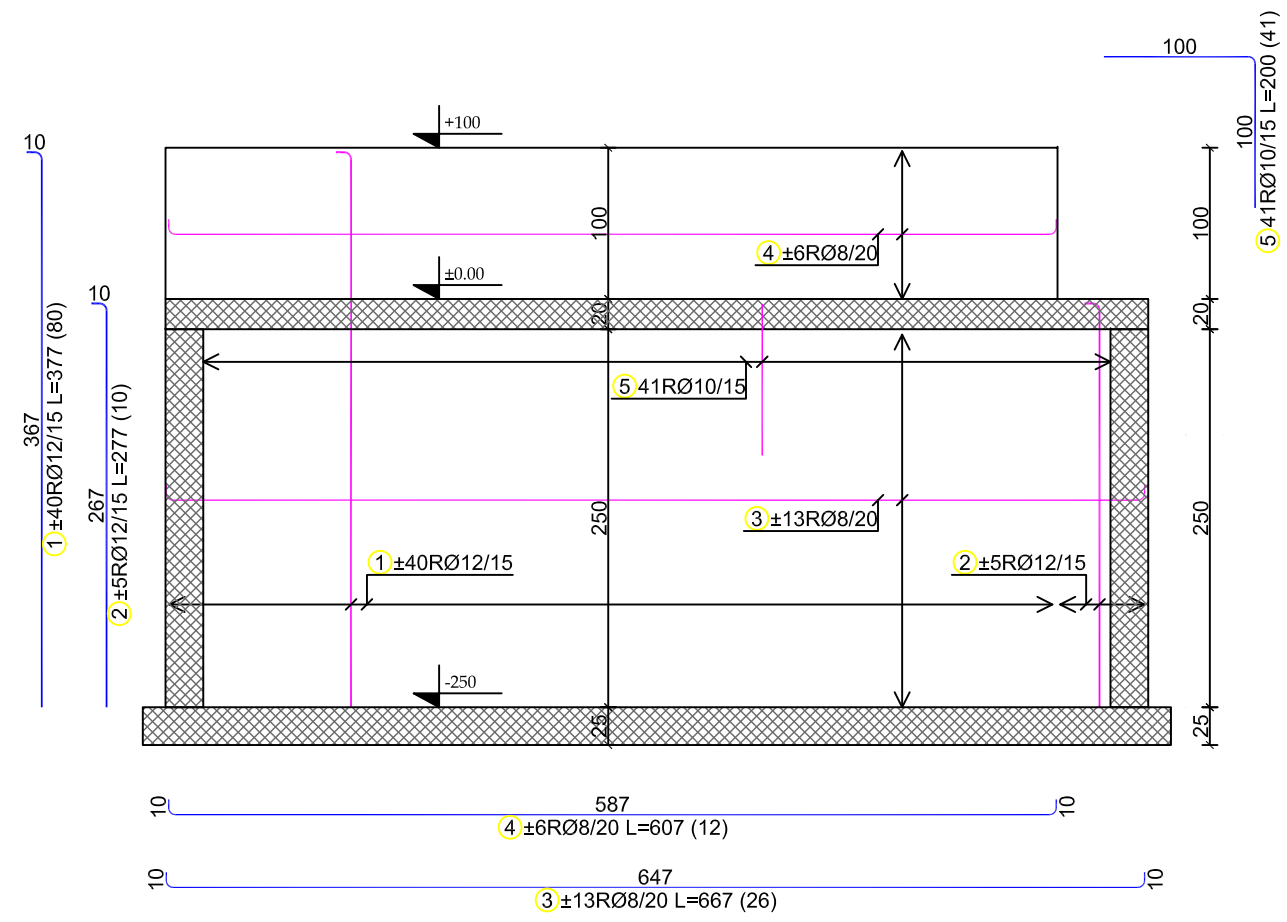 100
100
⑤ 41RØ10/15 L=200 (41)
10
367
① ±40RØ12/15 L=377 (80)
10
267
② ±5RØ12/15 L=277 (10)
+100
100
100
④ ±6RØ8/20
±0.00
20
20
⑤ 41RØ10/15
250
250
③ ±13RØ8/20
① ±40RØ12/15
② ±5RØ12/15
-250
25
25
10 587 10
④ ±6RØ8/20 L=607 (12)
10 647 10
③ ±13RØ8/20 L=667 (26)